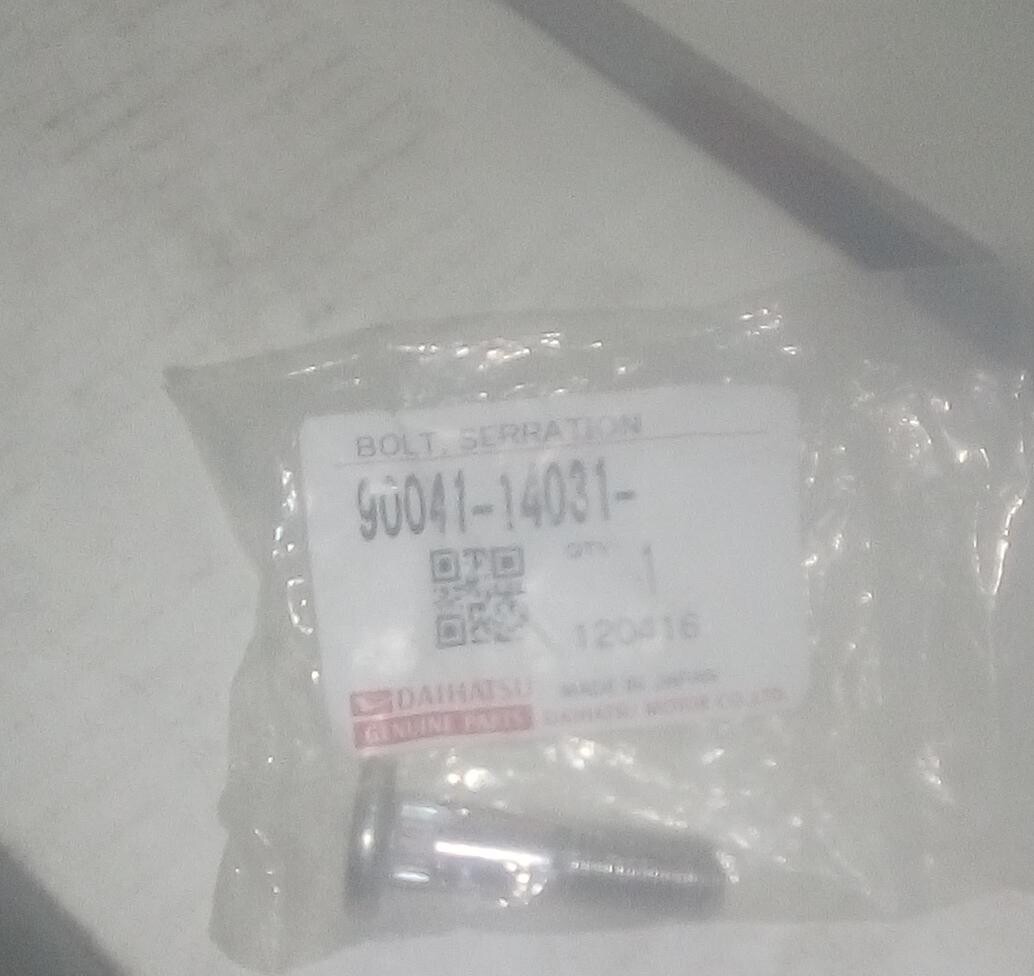 BOLT, SERRATION
90041-14031-
QTY 1
120416
DAIHATSU MADE IN JAPAN
GENUINE PARTS DAIHATSU MOTOR CO.,LTD.